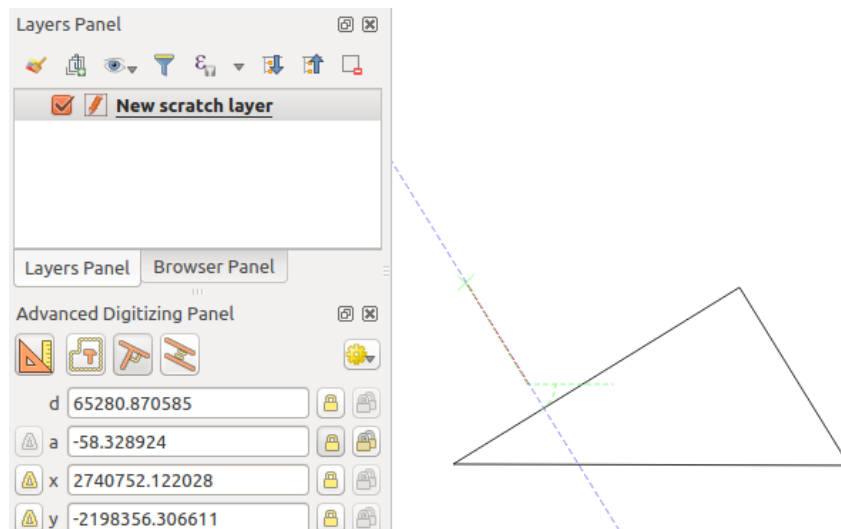 Layers Panel
New scratch layer
Layers Panel
Browser Panel
Advanced Digitizing Panel
d 65280.870585
a -58.328924
x 2740752.122028
y -2198356.306611